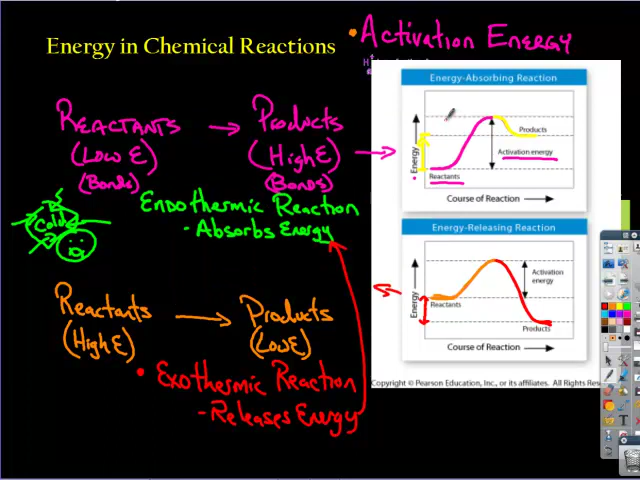 Energy in Chemical Reactions
• Activation Energy
Reactants → Products
(Low E) (High E)
(Bonds) (Bonds)
Endothermic Reaction
- Absorbs Energy
Cold
Reactants → Products
(High E) (Low E)
• Exothermic Reaction
- Releases Energy
Energy-Absorbing Reaction
Energy
Products
Activation energy
Reactants
Course of Reaction
Energy-Releasing Reaction
Energy
Activation
energy
Reactants
Products
Course of Reaction
Copyright © Pearson Education, Inc., or its affiliates. All Rights Rese